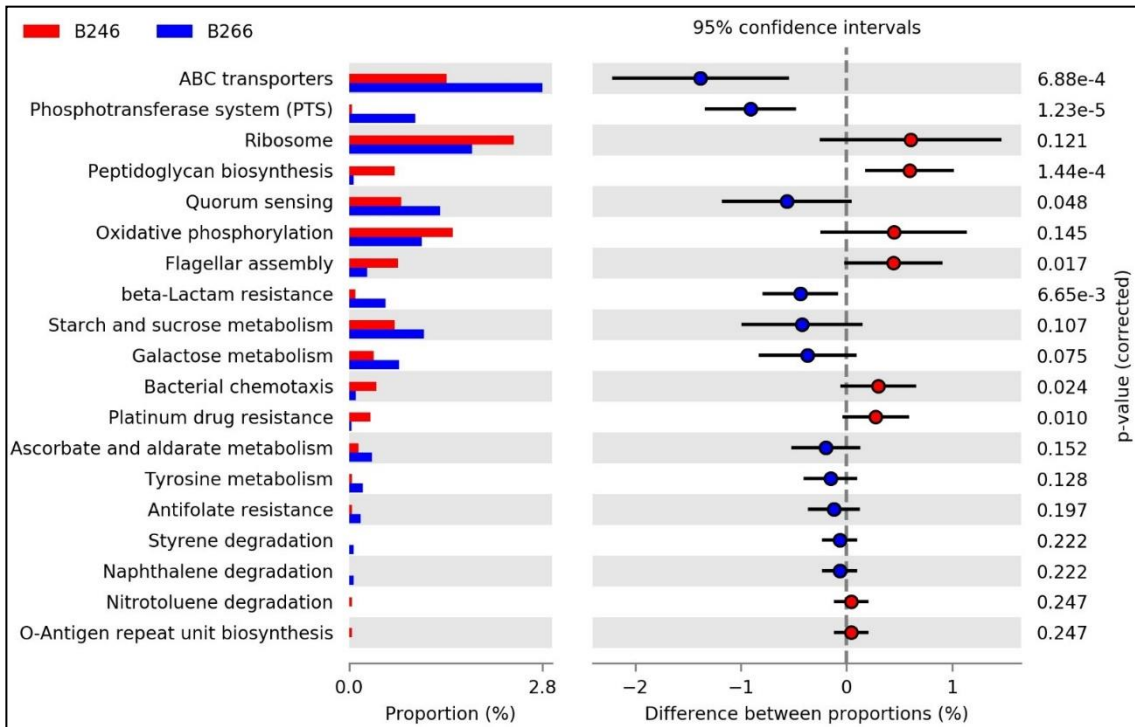 B246 B266
95% confidence intervals
ABC transporters 6.88e-4
Phosphotransferase system (PTS) 1.23e-5
Ribosome 0.121
Peptidoglycan biosynthesis 1.44e-4
Quorum sensing 0.048
Oxidative phosphorylation 0.145
Flagellar assembly 0.017
beta-Lactam resistance 6.65e-3
Starch and sucrose metabolism 0.107
Galactose metabolism 0.075
Bacterial chemotaxis 0.024
Platinum drug resistance 0.010
Ascorbate and aldarate metabolism 0.152
Tyrosine metabolism 0.128
Antifolate resistance 0.197
Styrene degradation 0.222
Naphthalene degradation 0.222
Nitrotoluene degradation 0.247
O-Antigen repeat unit biosynthesis 0.247
p-value (corrected)
0.0 2.8 −2 −1 0 1
Proportion (%) Difference between proportions (%)